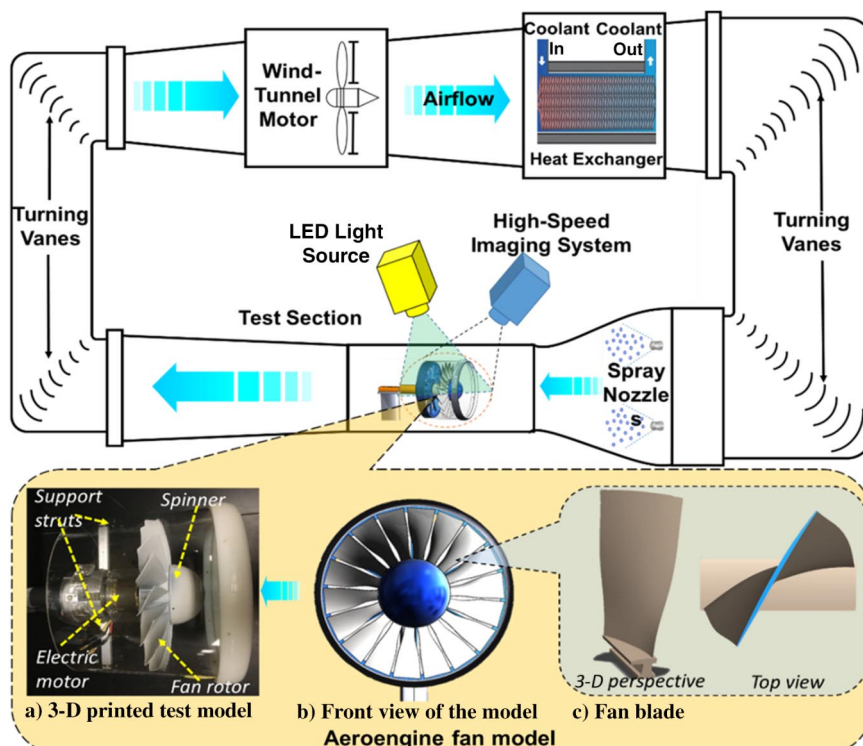 Coolant
In
Coolant
Out
Wind-
Tunnel
Motor
Airflow
Heat Exchanger
Turning
Vanes
LED Light
Source
High-Speed
Imaging System
Turning
Vanes
Test Section
Spray
Nozzle
s
Support
struts
Spinner
Electric
motor
Fan rotor
3-D perspective
Top view
a) 3-D printed test model
b) Front view of the model
c) Fan blade
Aeroengine fan model